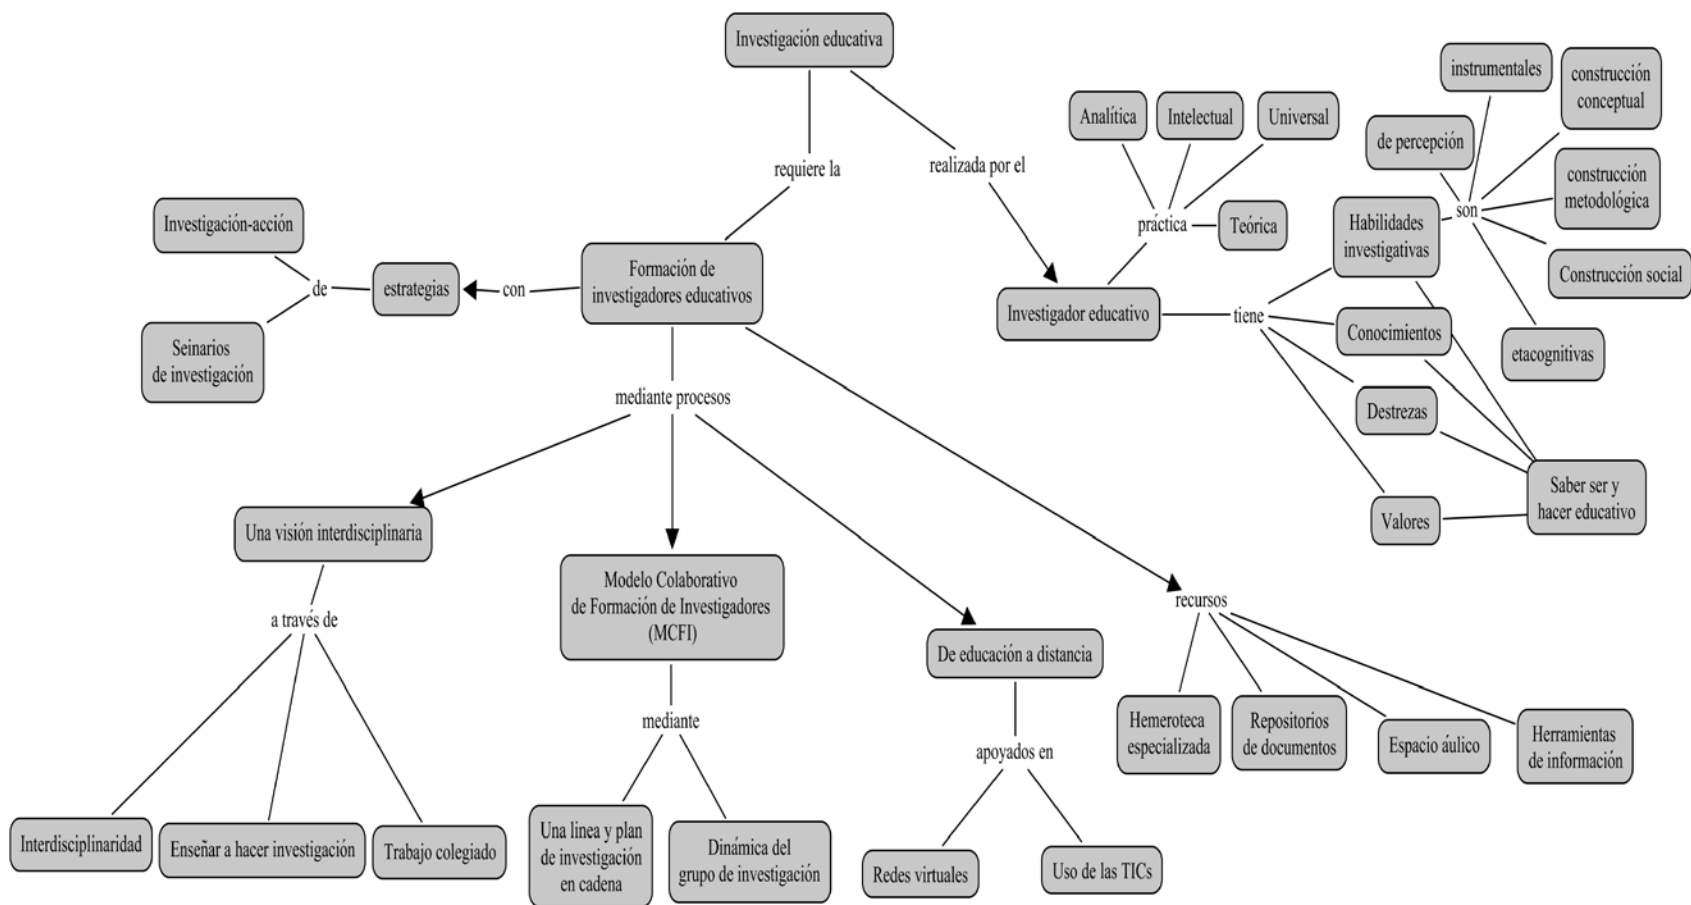 Investigación educativa
requiere la
realizada por el
Analítica
Intelectual
Universal
práctica
Teórica
instrumentales
construcción
conceptual
de percepción
construcción
metodológica
son
Habilidades
investigativas
Construcción social
etacognitivas
Investigador educativo
tiene
Conocimientos
Destrezas
Valores
Saber ser y
hacer educativo
Investigación-acción
de
estrategias
con
Formación de
investigadores educativos
Seinarios
de investigación
mediante procesos
Una visión interdisciplinaria
a través de
Interdisciplinaridad
Enseñar a hacer investigación
Trabajo colegiado
Modelo Colaborativo
de Formación de Investigadores
(MCFI)
mediante
Una linea y plan
de investigación
en cadena
Dinámica del
grupo de investigación
De educación a distancia
apoyados en
Redes virtuales
Uso de las TICs
recursos
Hemeroteca
especializada
Repositorios
de documentos
Espacio áulico
Herramientas
de información